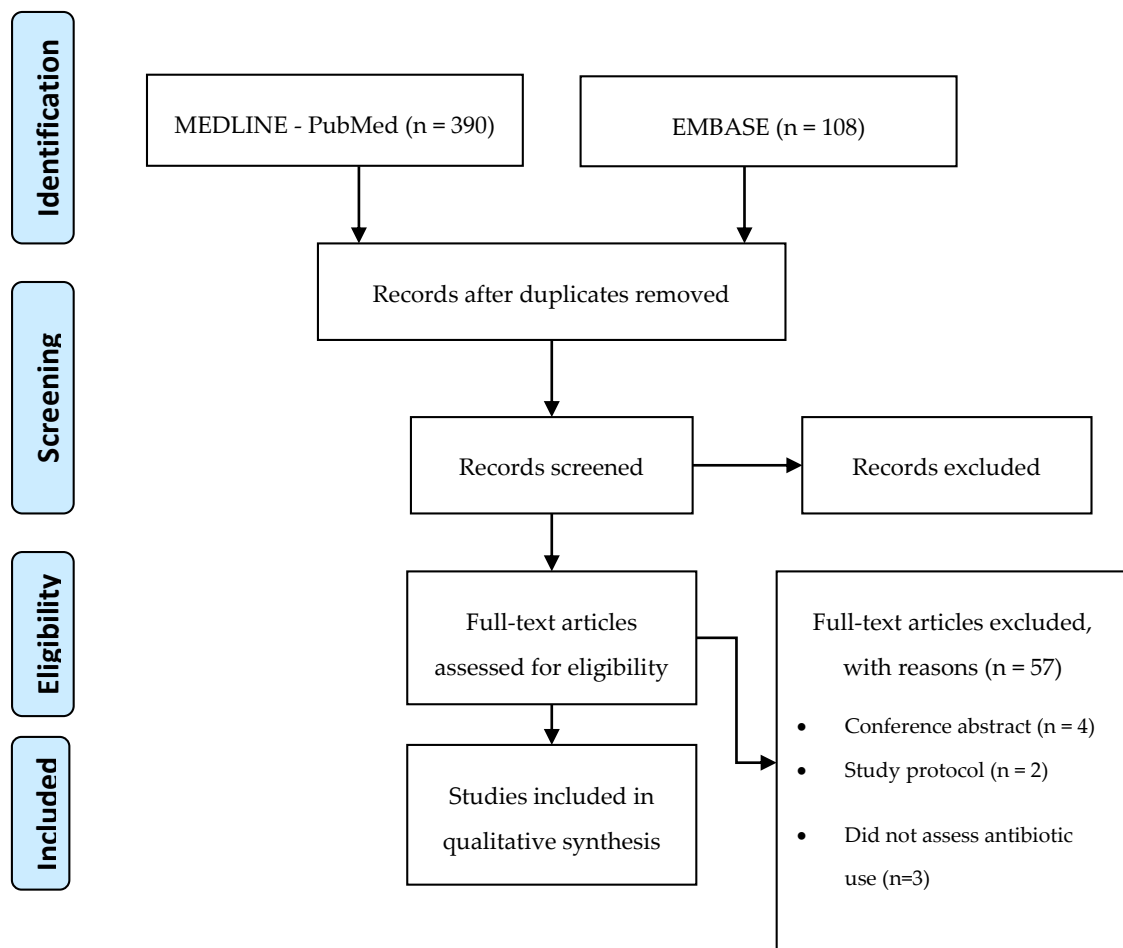 Identification
MEDLINE - PubMed (n = 390)
EMBASE (n = 108)
Records after duplicates removed
Screening
Records screened
Records excluded
Eligibility
Full-text articles
assessed for eligibility
Full-text articles excluded,
with reasons (n = 57)
• Conference abstract (n = 4)
• Study protocol (n = 2)
• Did not assess antibiotic
use (n=3)
Included
Studies included in
qualitative synthesis